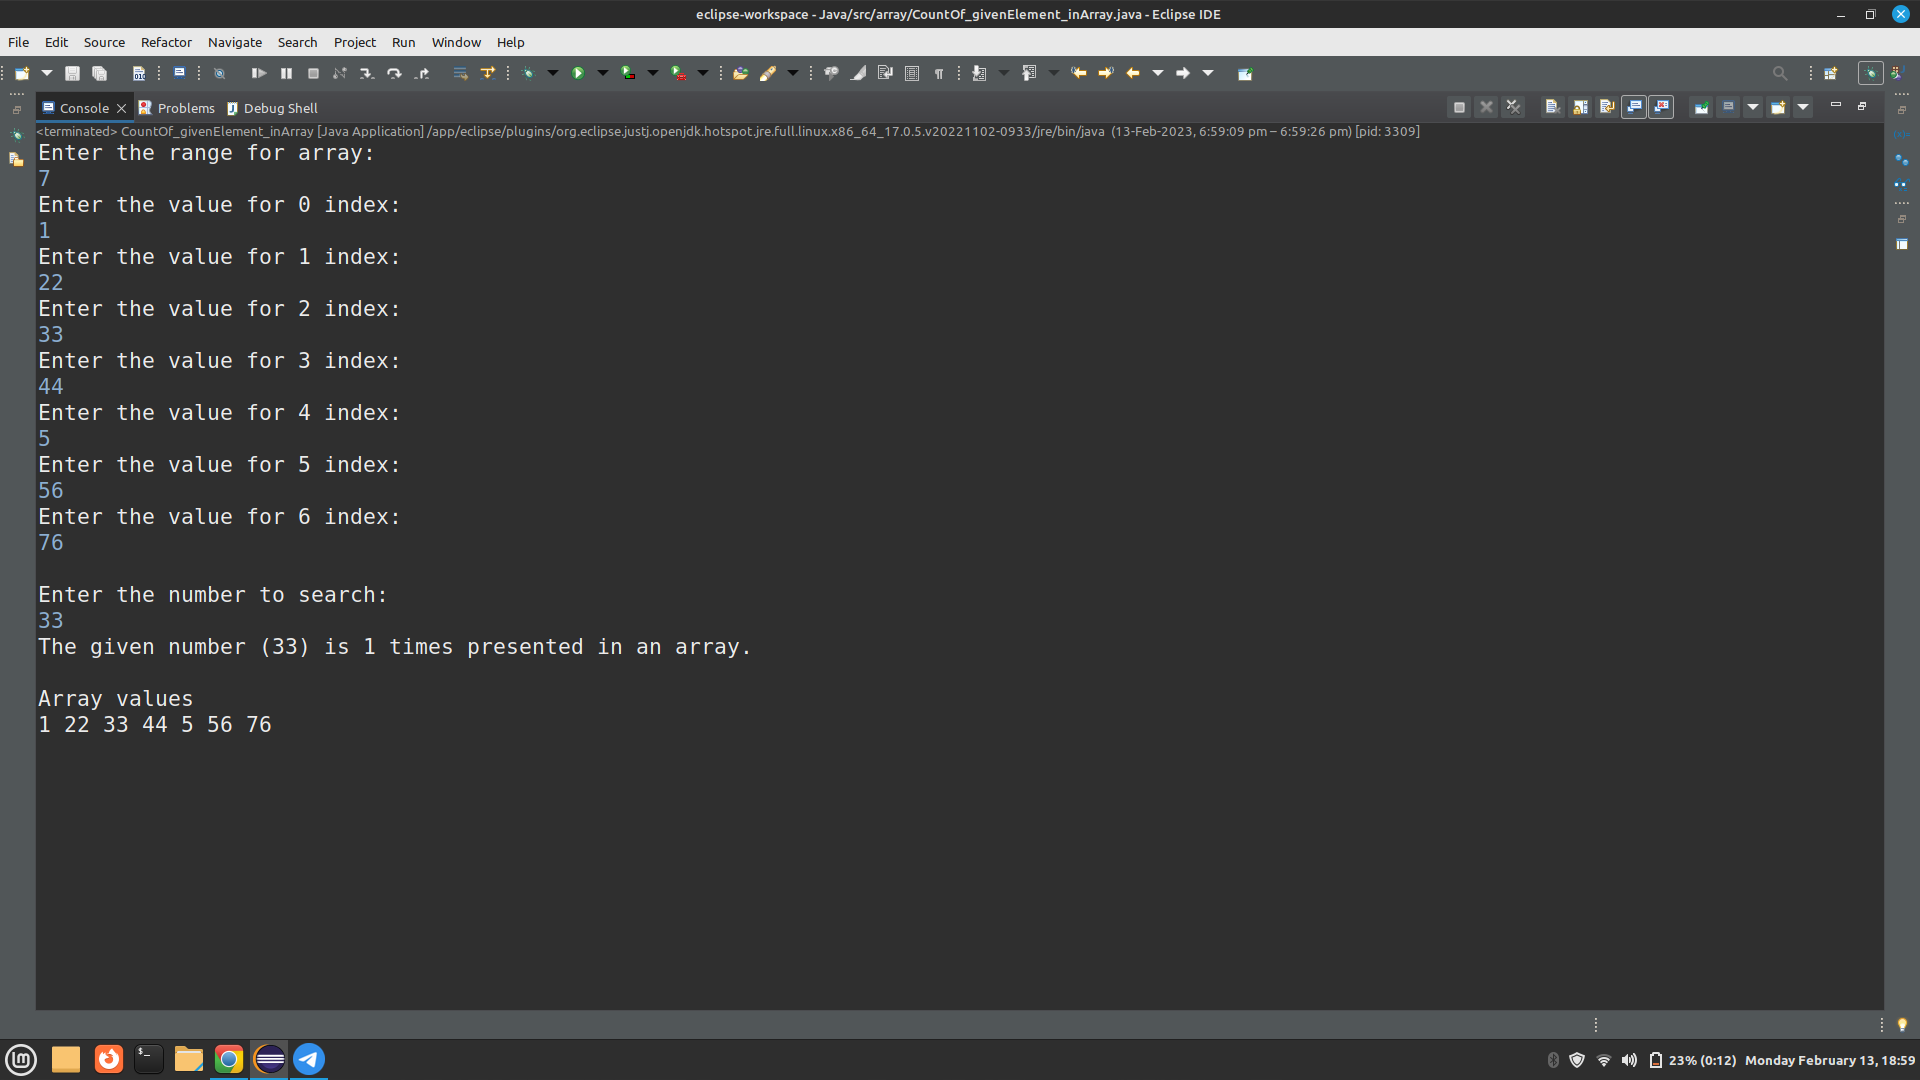 eclipse-workspace - Java/src/array/CountOf_givenElement_inArray.java - Eclipse IDE
File Edit Source Refactor Navigate Search Project Run Window Help
Console Problems Debug Shell
<terminated> CountOf_givenElement_inArray [Java Application] /app/eclipse/plugins/org.eclipse.justj.openjdk.hotspot.jre.full.linux.x86_64_17.0.5.v20221102-0933/jre/bin/java (13-Feb-2023, 6:59:09 pm – 6:59:26 pm) [pid: 3309]
Enter the range for array:
7
Enter the value for 0 index:
1
Enter the value for 1 index:
22
Enter the value for 2 index:
33
Enter the value for 3 index:
44
Enter the value for 4 index:
5
Enter the value for 5 index:
56
Enter the value for 6 index:
76
Enter the number to search:
33
The given number (33) is 1 times presented in an array.
Array values
1 22 33 44 5 56 76
23% (0:12) Monday February 13, 18:59